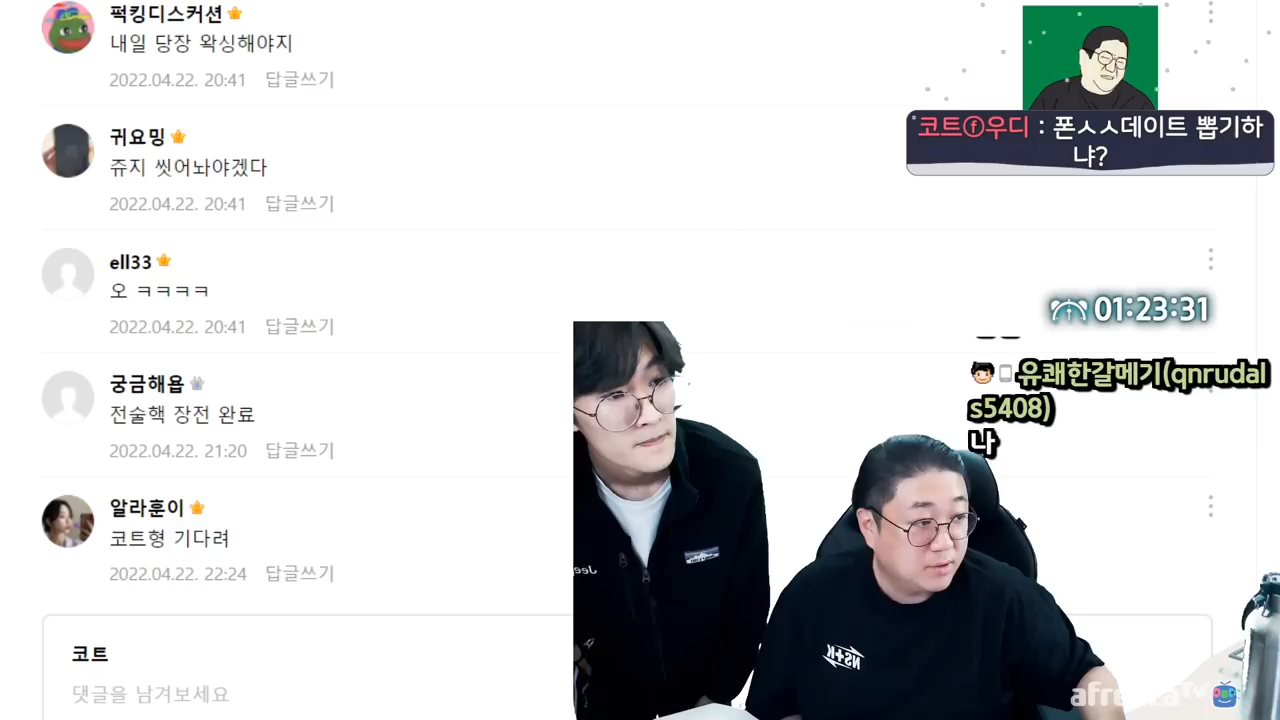 퍽킹디스커션
내일 당장 왁싱해야지
2022.04.22. 20:41 답글쓰기
귀요밍
쥬지 씻어놔야겠다
2022.04.22. 20:41 답글쓰기
ell33
오 ㅋㅋㅋㅋ
2022.04.22. 20:41 답글쓰기
궁금해욥
전술핵 장전 완료
2022.04.22. 21:20 답글쓰기
알라훈이
코트형 기다려
2022.04.22. 22:24 답글쓰기
코트
댓글을 남겨보세요
코트ⓕ우디 : 폰ㅅㅅ데이트 뽑기하
냐?
01:23:31
유쾌한갈메기(qnrudal
s5408)
나
Jeep
NS+K